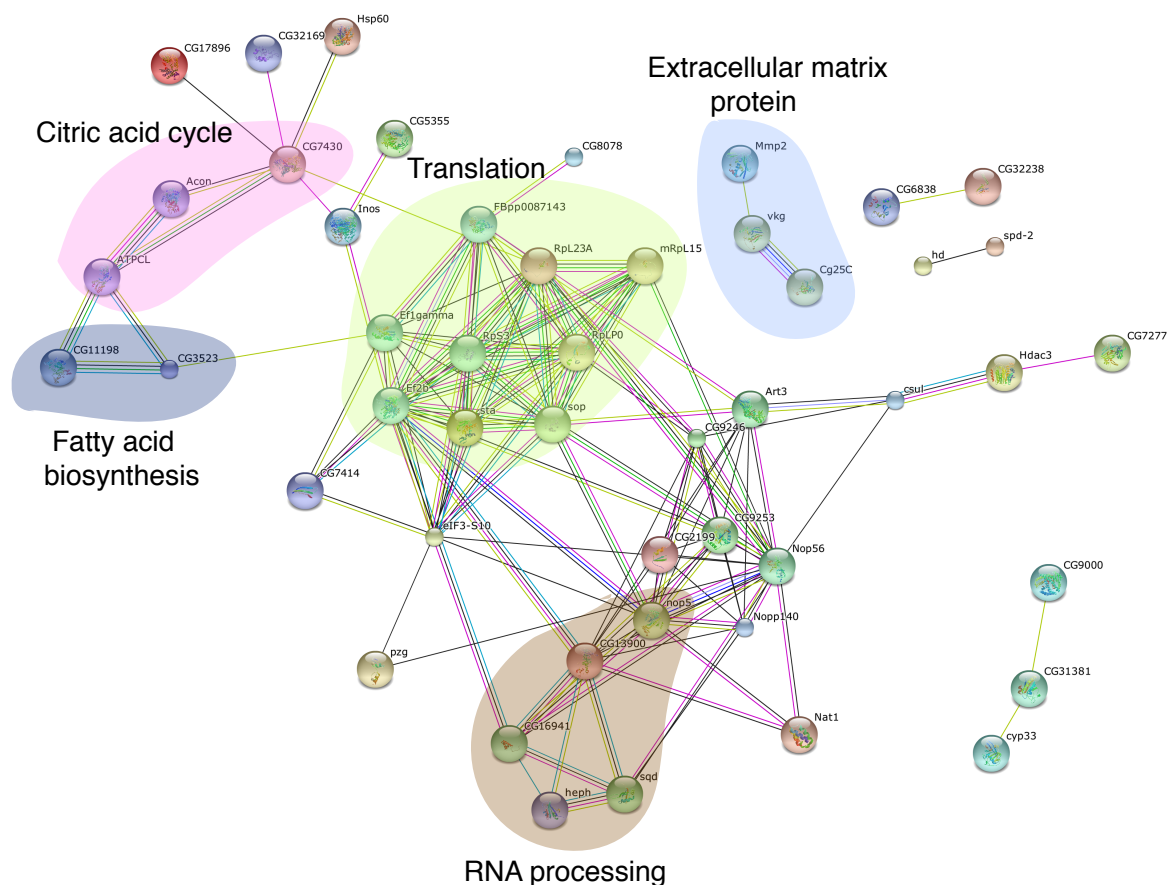 Hsp60
CG32169
CG17896
Extracellular matrix
protein
Citric acid cycle
CG5355
CG7430
CG8078
Mmp2
Translation
CG32238
CG6838
Acon
Inos
FBpp0087143
vkg
spd-2
RpL23A
mRpL15
hd
ATPCL
Cg25C
Ef1gamma
RpS3
RpLP0
CG11198
CG3523
Hdac3
CG7277
Ef2b
sta
sop
Art3
csul
CG9246
Fatty acid
biosynthesis
CG7414
eIF3-S10
CG9253
CG2199
Nop56
CG9000
nop5
Nopp140
pzg
CG13900
CG31381
CG16941
Nat1
cyp33
sqd
heph
RNA processing